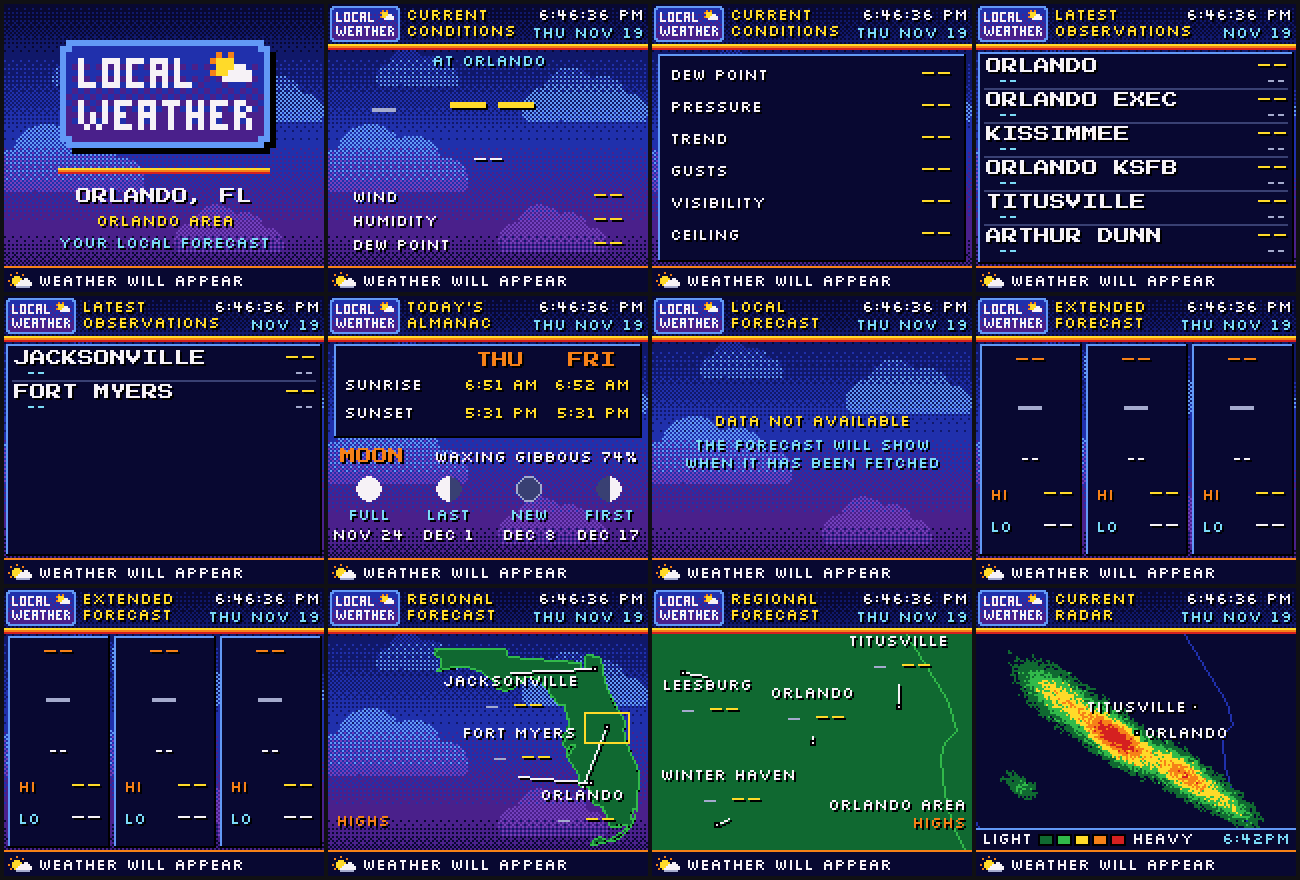 LOCAL
WEATHER
ORLANDO, FL
ORLANDO AREA
YOUR LOCAL FORECAST
WEATHER WILL APPEAR
LOCAL WEATHER
CURRENT CONDITIONS
6:46:36 PM
THU NOV 19
AT ORLANDO
-- --
--
WIND --
HUMIDITY --
DEW POINT --
WEATHER WILL APPEAR
LOCAL WEATHER
CURRENT CONDITIONS
6:46:36 PM
THU NOV 19
DEW POINT --
PRESSURE --
TREND --
GUSTS --
VISIBILITY --
CEILING --
WEATHER WILL APPEAR
LOCAL WEATHER
LATEST OBSERVATIONS
6:46:36 PM
NOV 19
ORLANDO --
-- --
ORLANDO EXEC --
-- --
KISSIMMEE --
-- --
ORLANDO KSFB --
-- --
TITUSVILLE --
-- --
ARTHUR DUNN --
-- --
WEATHER WILL APPEAR
LOCAL WEATHER
LATEST OBSERVATIONS
6:46:36 PM
NOV 19
JACKSONVILLE --
-- --
FORT MYERS --
-- --
WEATHER WILL APPEAR
LOCAL WEATHER
TODAY'S ALMANAC
6:46:36 PM
THU NOV 19
THU FRI
SUNRISE 6:51 AM 6:52 AM
SUNSET 5:31 PM 5:31 PM
MOON WAXING GIBBOUS 74%
FULL LAST NEW FIRST
NOV 24 DEC 1 DEC 8 DEC 17
WEATHER WILL APPEAR
LOCAL WEATHER
LOCAL FORECAST
6:46:36 PM
THU NOV 19
DATA NOT AVAILABLE
THE FORECAST WILL SHOW
WHEN IT HAS BEEN FETCHED
WEATHER WILL APPEAR
LOCAL WEATHER
EXTENDED FORECAST
6:46:36 PM
THU NOV 19
-- -- --
-- -- --
HI -- HI -- HI --
LO -- LO -- LO --
WEATHER WILL APPEAR
LOCAL WEATHER
EXTENDED FORECAST
6:46:36 PM
THU NOV 19
-- -- --
-- -- --
HI -- HI -- HI --
LO -- LO -- LO --
WEATHER WILL APPEAR
LOCAL WEATHER
REGIONAL FORECAST
6:46:36 PM
THU NOV 19
JACKSONVILLE
--
FORT MYERS
--
ORLANDO
--
HIGHS
WEATHER WILL APPEAR
LOCAL WEATHER
REGIONAL FORECAST
6:46:36 PM
THU NOV 19
TITUSVILLE
--
LEESBURG
--
ORLANDO
--
WINTER HAVEN
--
ORLANDO AREA
HIGHS
WEATHER WILL APPEAR
LOCAL WEATHER
CURRENT RADAR
6:46:36 PM
THU NOV 19
TITUSVILLE
ORLANDO
LIGHT HEAVY 6:42PM
WEATHER WILL APPEAR